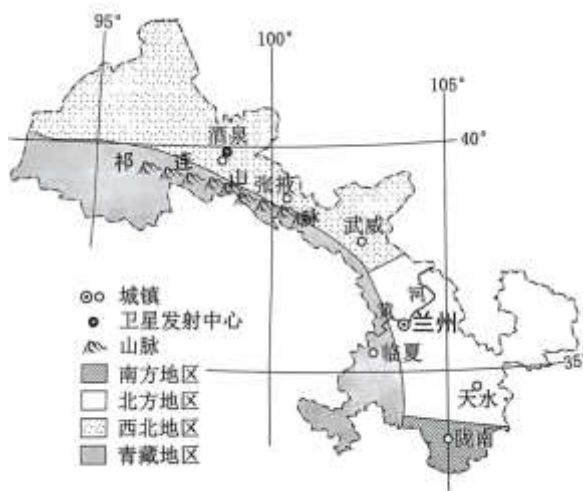 95°
100°
105°
40°
酒泉
祁 连 山 脉
张掖
武威
黄 河
兰州
临夏
35
天水
陇南
城镇
卫星发射中心
山脉
南方地区
北方地区
西北地区
青藏地区